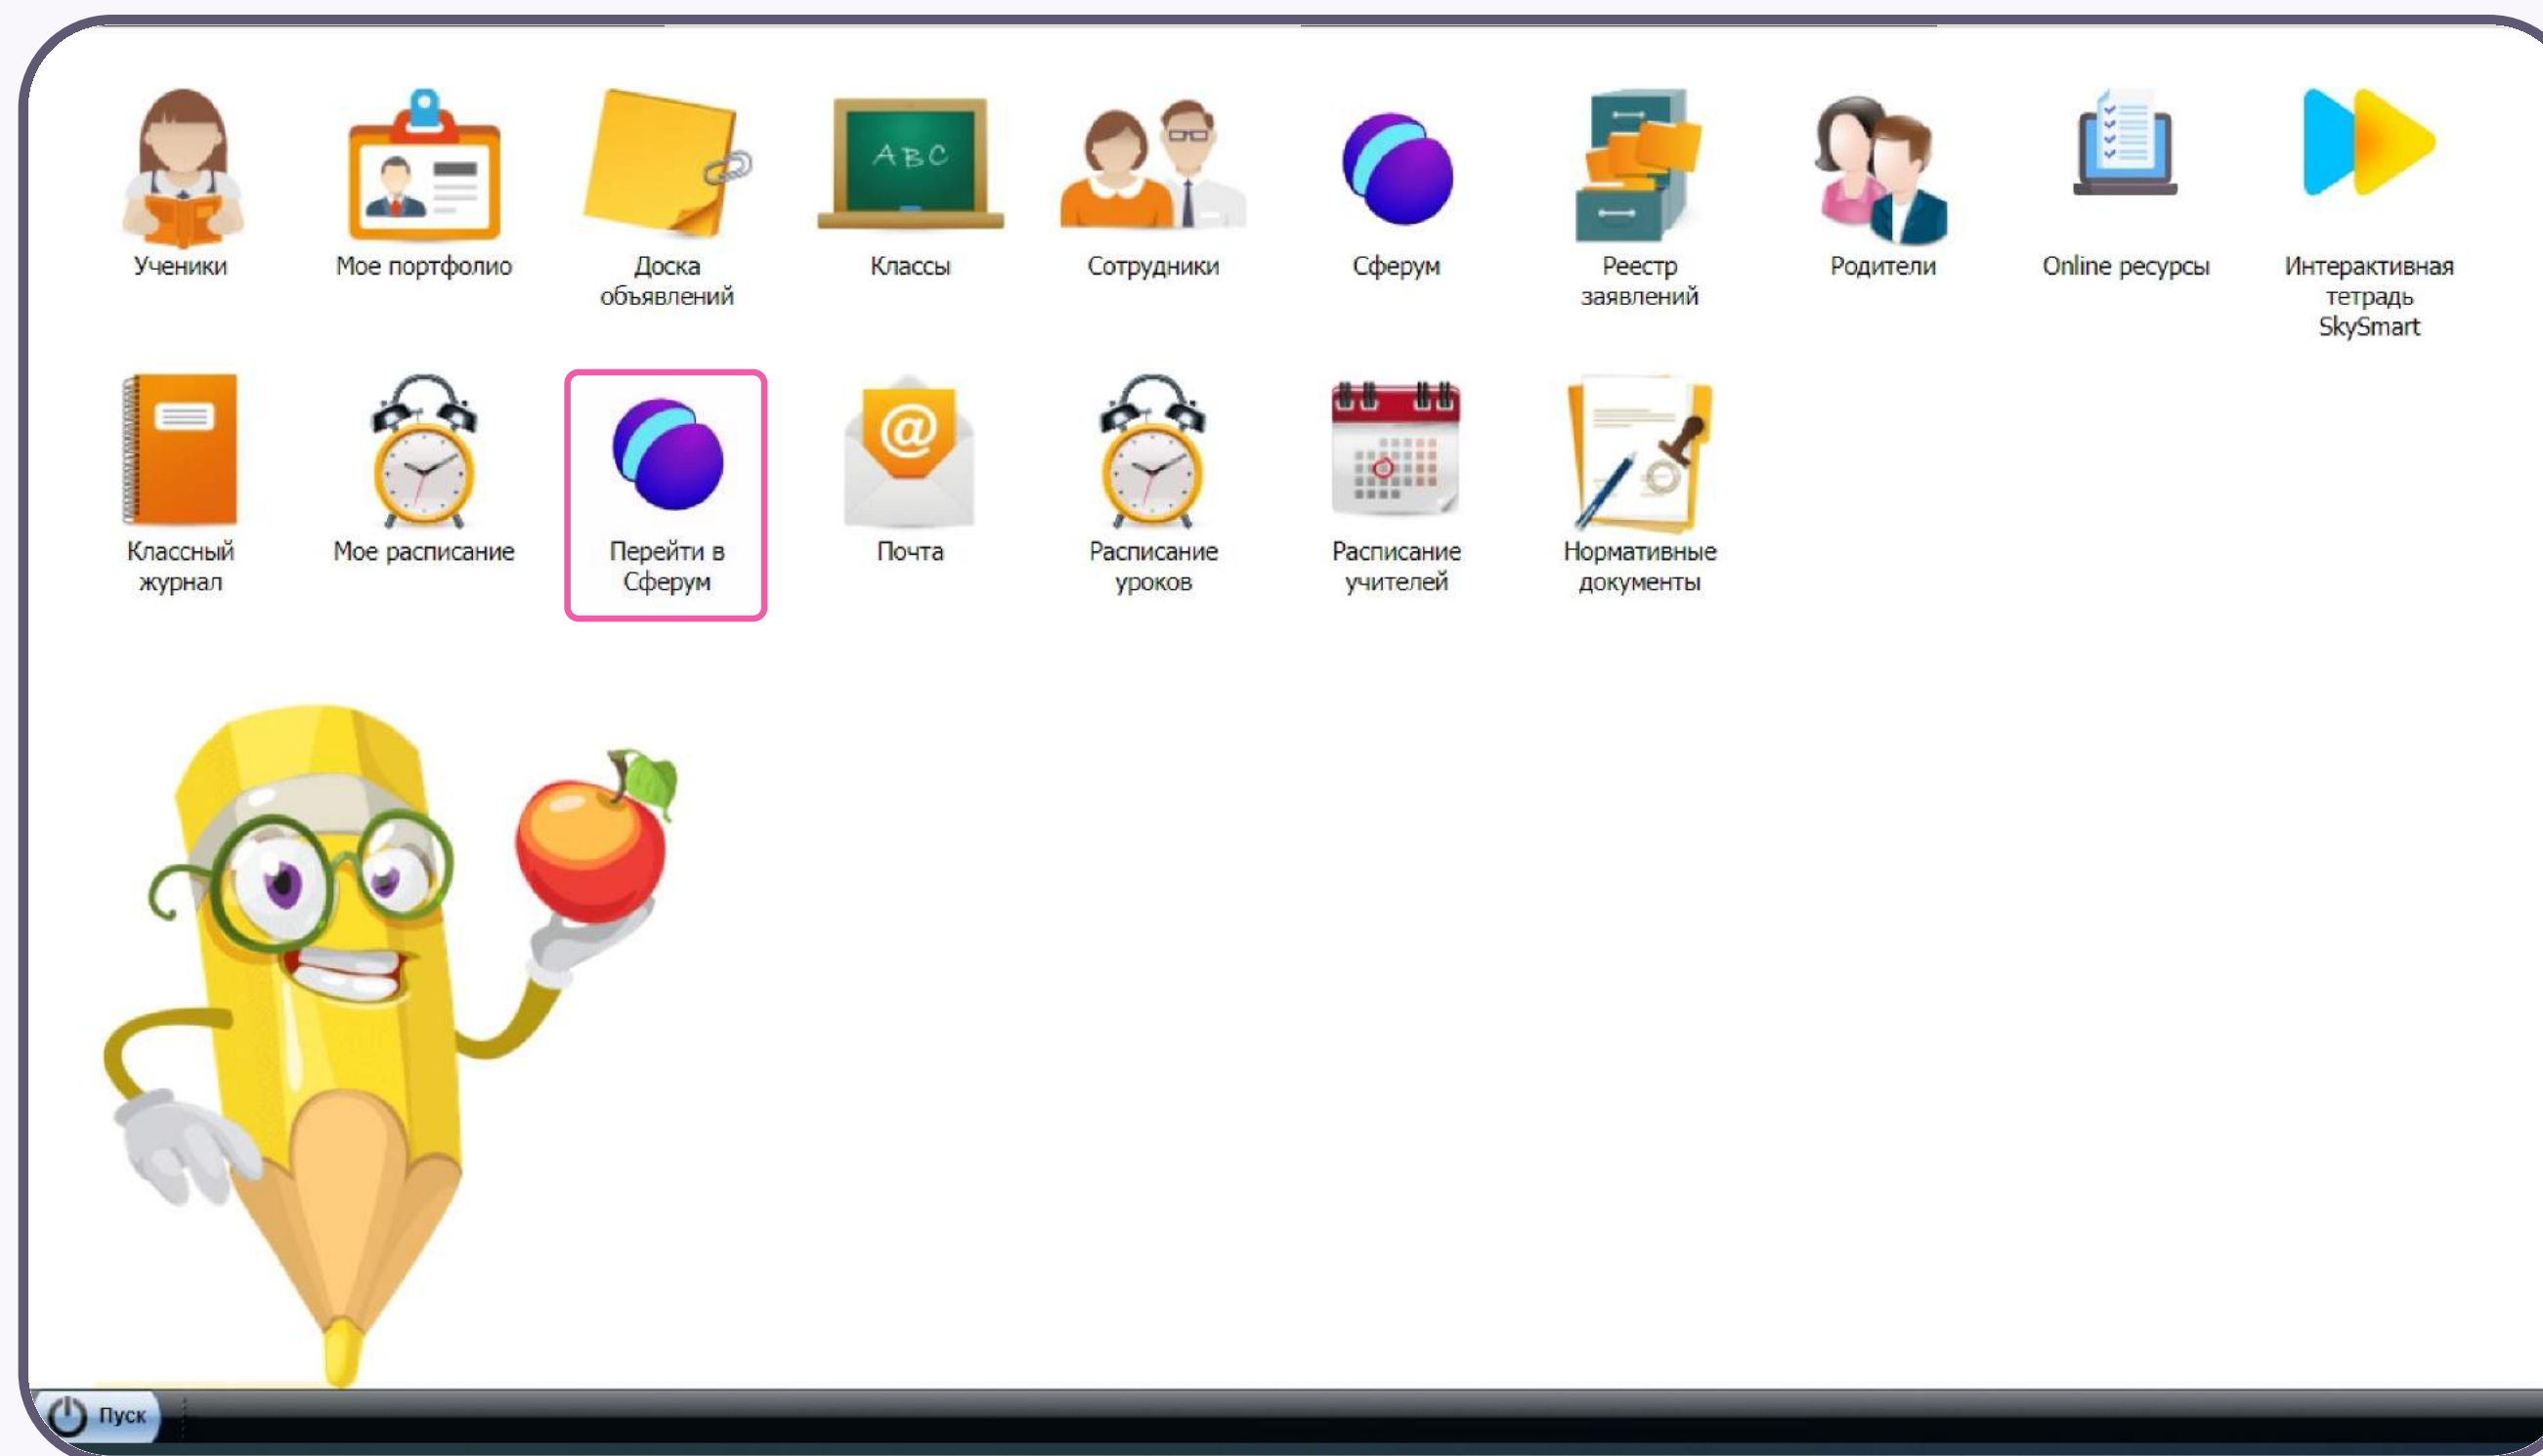 ABC
Ученики
Мое портфолио
Доска
объявлений
Классы
Сотрудники
Сферум
Реестр
заявлений
Родители
Online ресурсы
Интерактивная
тетрадь
SkySmart
@
Классный
журнал
Мое расписание
Перейти в
Сферум
Почта
Расписание
уроков
Расписание
учителей
Нормативные
документы
Пуск